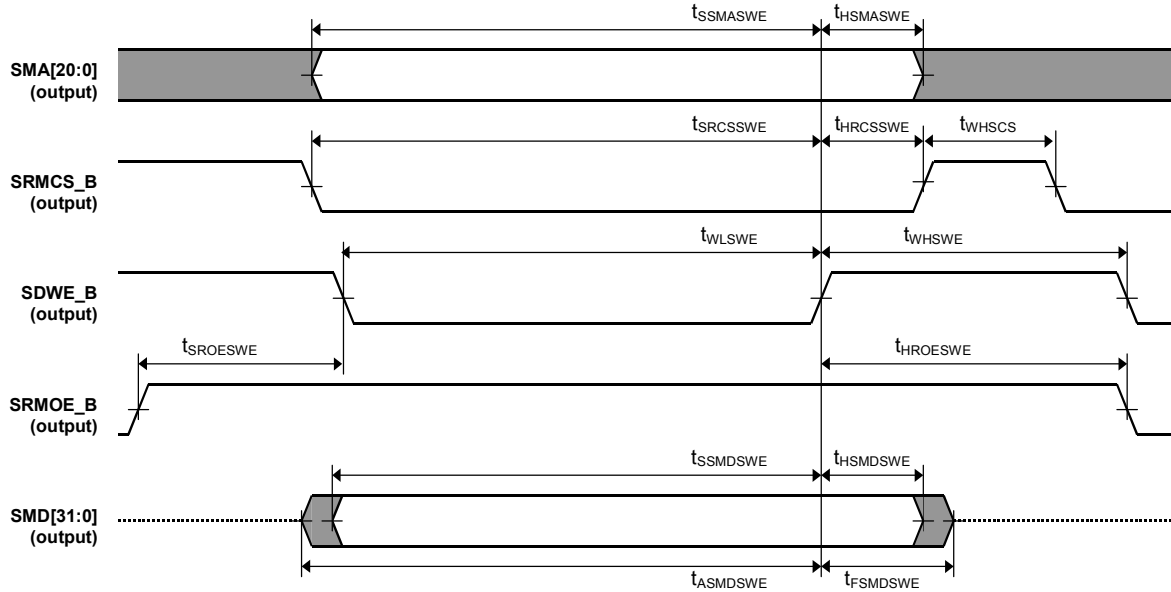 tSSMASWE tHSMASWE
SMA[20:0]
(output)
tSRCSSWE tHRCSSWE tWHSCS
SRMCS_B
(output)
tWLSWE tWHSWE
SDWE_B
(output)
tSROESWE tHROESWE
SRMOE_B
(output)
tSSMDSWE tHSMDSWE
SMD[31:0]
(output)
tASMDSWE tFSMDSWE